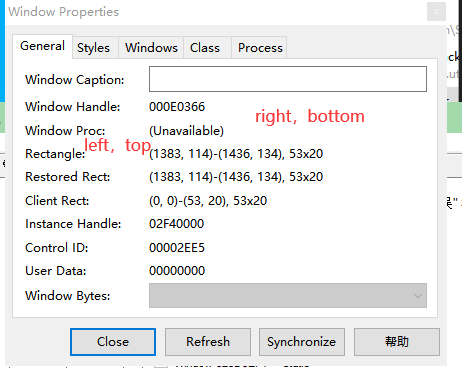 Window Properties
General Styles Windows Class Process
Window Caption:
Window Handle: 000E0366
right，bottom
Window Proc: (Unavailable)
left，top
Rectangle: (1383, 114)-(1436, 134), 53x20
Restored Rect: (1383, 114)-(1436, 134), 53x20
Client Rect: (0, 0)-(53, 20), 53x20
Instance Handle: 02F40000
Control ID: 00002EE5
User Data: 00000000
Window Bytes:
Close Refresh Synchronize 帮助